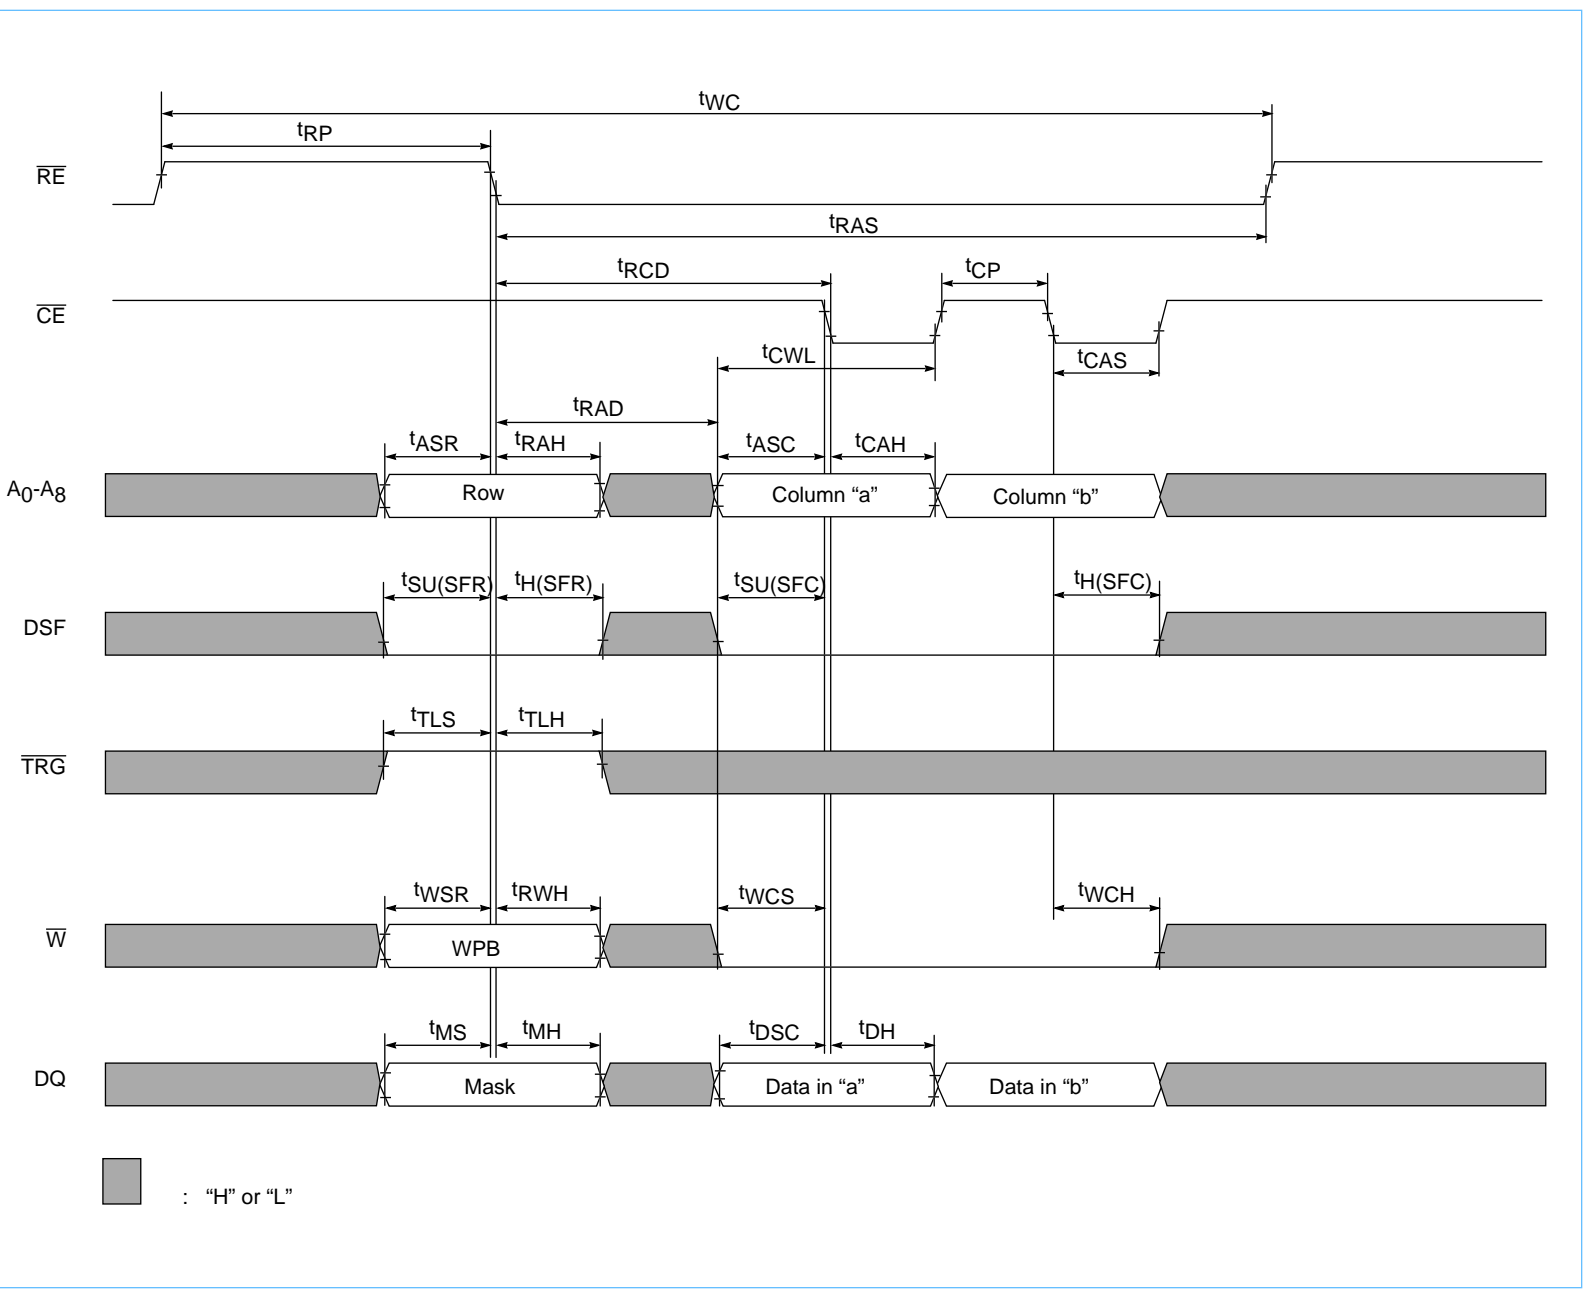 tWC
tRP
RE
tRAS
tRCD
tCP
CE
tCWL
tCAS
tRAD
tASR
tRAH
tASC
tCAH
A0-A8
Row
Column “a”
Column “b”
tSU(SFR)
tH(SFR)
tSU(SFC)
tH(SFC)
DSF
tTLS
tTLH
TRG
tWSR
tRWH
tWCS
tWCH
W
WPB
tMS
tMH
tDSC
tDH
DQ
Mask
Data in “a”
Data in “b”
: “H” or “L”